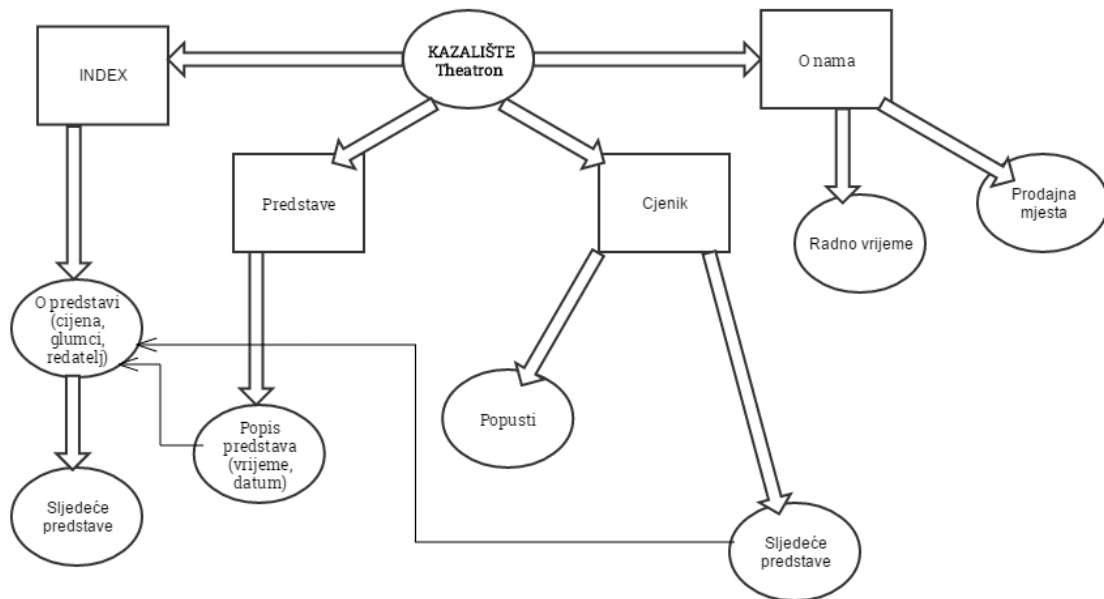 KAZALIŠTE
Theatron
INDEX
O nama
Predstave
Cjenik
Prodajna
mjesta
Radno vrijeme
O predstavi
(cijena,
glumci,
redatelj)
Popis
predstava
(vrijeme,
datum)
Popusti
Sljedeće
predstave
Sljedeće
predstave